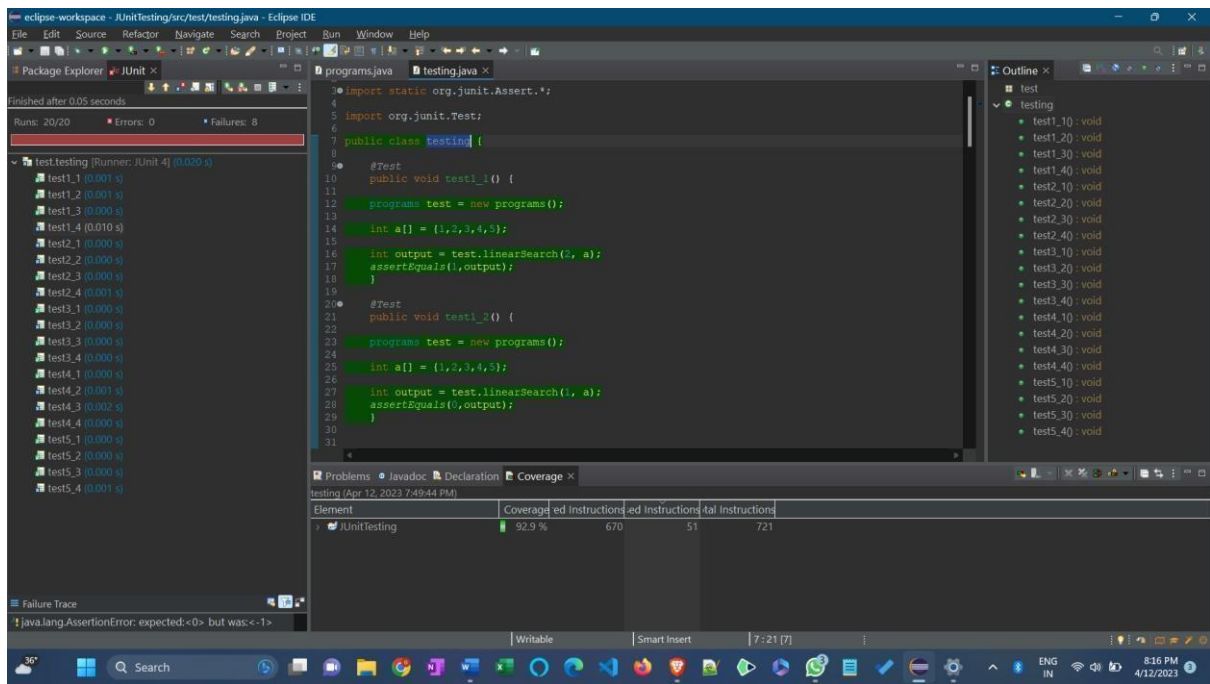 eclipse-workspace - JUnitTesting/src/test/testing.java - Eclipse IDE
File Edit Source Refactor Navigate Search Project Run Window Help
Package Explorer JUnit
Finished after 0.05 seconds
Runs: 20/20 Errors: 0 Failures: 8
test.testing [Runner: JUnit 4] (0.020 s)
test1_1 (0.001 s)
test1_2 (0.001 s)
test1_3 (0.000 s)
test1_4 (0.010 s)
test2_1 (0.000 s)
test2_2 (0.000 s)
test2_3 (0.000 s)
test2_4 (0.001 s)
test3_1 (0.000 s)
test3_2 (0.000 s)
test3_3 (0.000 s)
test3_4 (0.000 s)
test4_1 (0.000 s)
test4_2 (0.001 s)
test4_3 (0.002 s)
test4_4 (0.000 s)
test5_1 (0.000 s)
test5_2 (0.000 s)
test5_3 (0.000 s)
test5_4 (0.001 s)
Failure Trace
java.lang.AssertionError: expected:<0> but was:<-1>
programs.java testing.java
3 import static org.junit.Assert.*;
4
5 import org.junit.Test;
6
7 public class testing {
8
9 @Test
10 public void test1_1() {
11
12 programs test = new programs();
13
14 int a[] = {1,2,3,4,5};
15
16 int output = test.linearSearch(2, a);
17 assertEquals(1,output);
18 }
19
20 @Test
21 public void test1_2() {
22
23 programs test = new programs();
24
25 int a[] = {1,2,3,4,5};
26
27 int output = test.linearSearch(1, a);
28 assertEquals(0,output);
29 }
30
31
Outline
test
testing
test1_1() : void
test1_2() : void
test1_3() : void
test1_4() : void
test2_1() : void
test2_2() : void
test2_3() : void
test2_4() : void
test3_1() : void
test3_2() : void
test3_3() : void
test3_4() : void
test4_1() : void
test4_2() : void
test4_3() : void
test4_4() : void
test5_1() : void
test5_2() : void
test5_3() : void
test5_4() : void
Problems Javadoc Declaration Coverage
testing (Apr 12, 2023 7:49:44 PM)
Element Coverage ed Instructions ed Instructions tal Instructions
JUnitTesting 92.9 % 670 51 721
Writable Smart Insert 7 : 21 [7]
36° Search ENG IN 8:16 PM 4/12/2023